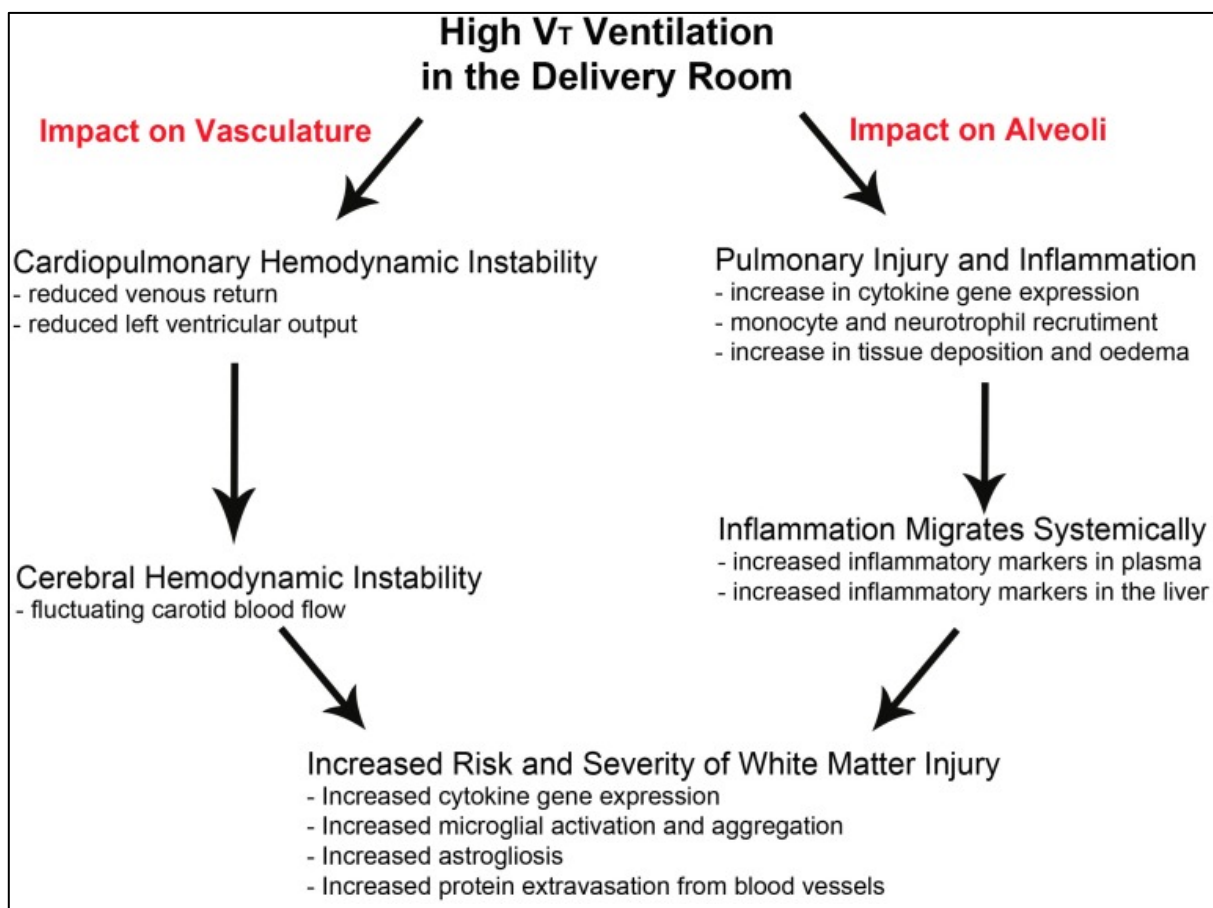 High VT Ventilation
in the Delivery Room
Impact on Vasculature
Impact on Alveoli
Cardiopulmonary Hemodynamic Instability
- reduced venous return
- reduced left ventricular output
Pulmonary Injury and Inflammation
- increase in cytokine gene expression
- monocyte and neurotrophil recrutiment
- increase in tissue deposition and oedema
Cerebral Hemodynamic Instability
- fluctuating carotid blood flow
Inflammation Migrates Systemically
- increased inflammatory markers in plasma
- increased inflammatory markers in the liver
Increased Risk and Severity of White Matter Injury
- Increased cytokine gene expression
- Increased microglial activation and aggregation
- Increased astrogliosis
- Increased protein extravasation from blood vessels